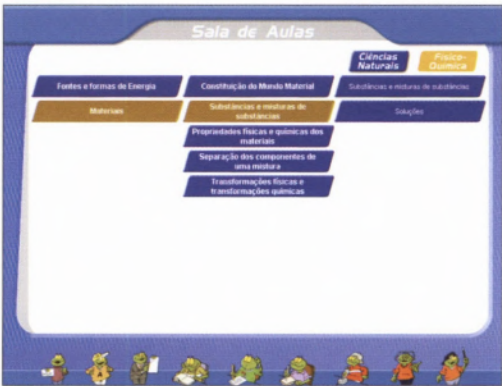 Sala de Aulas
Ciências
Naturais
Físico-
Química
Fontes e formas de Energia
Constituição do Mundo Material
Substâncias e misturas de substâncias
Materiais
Substâncias e misturas de
substâncias
Soluções
Propriedades físicas e químicas dos
materiais
Separação dos componentes de
uma mistura
Transformações físicas e
transformações químicas